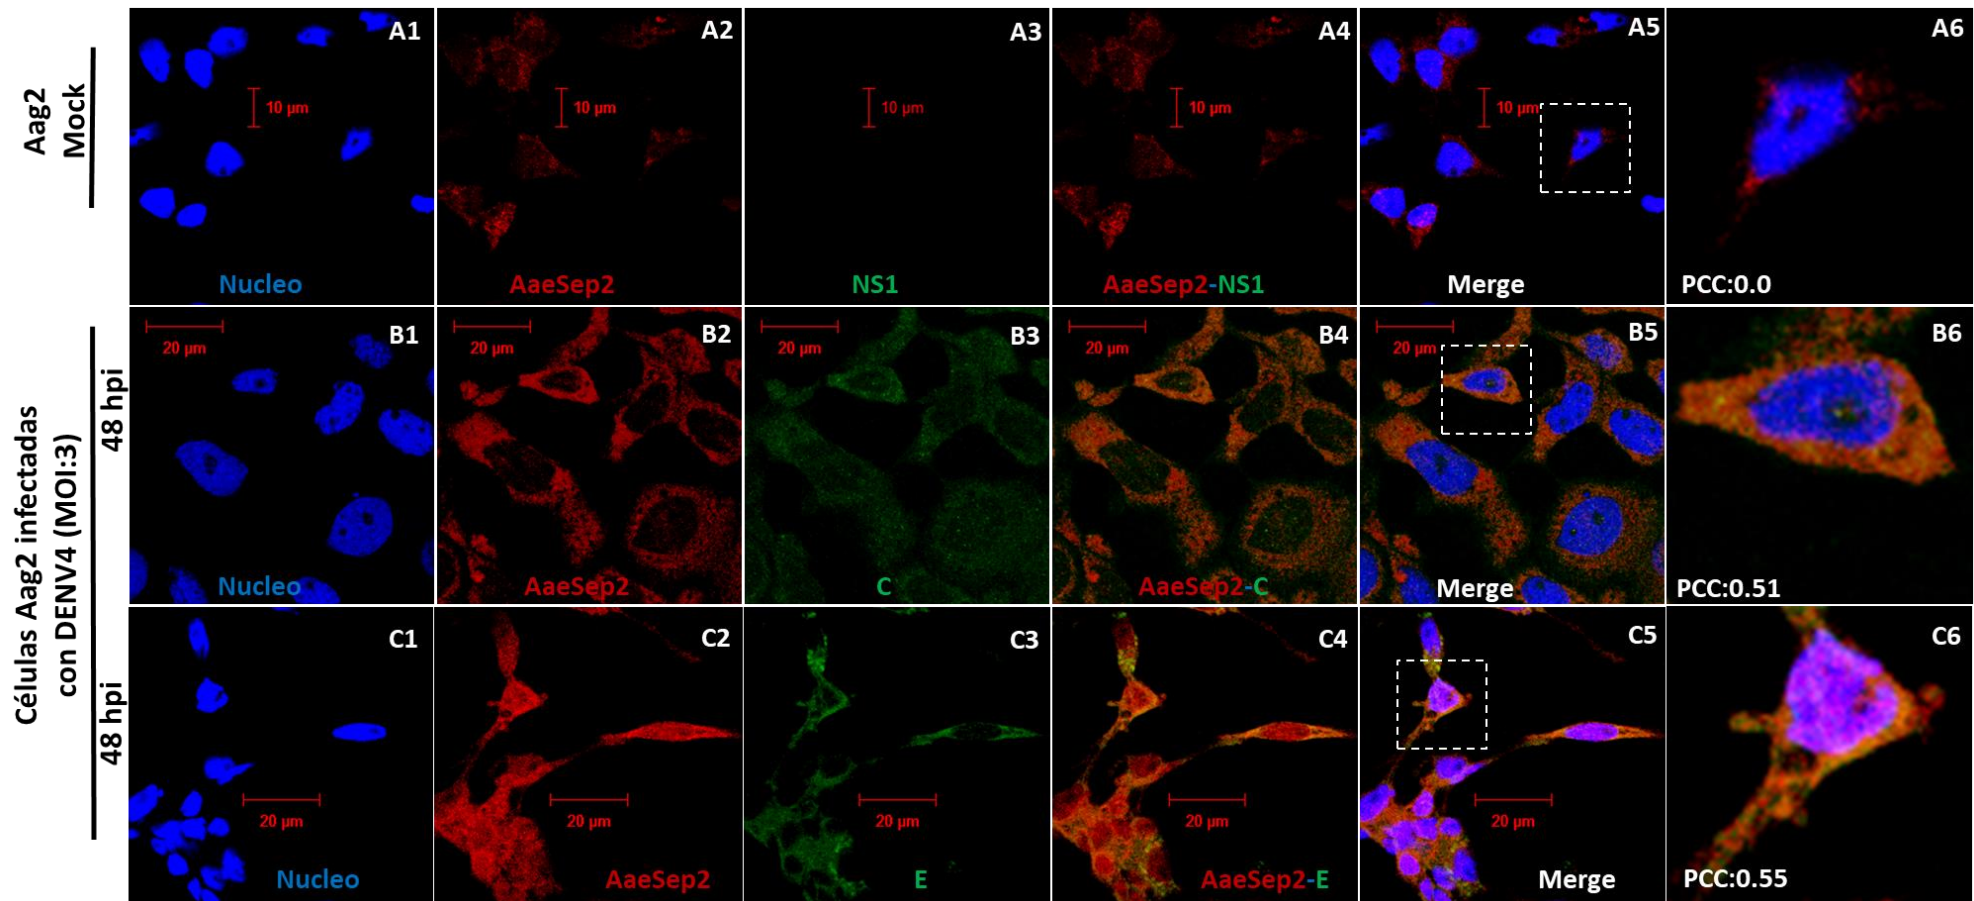 Aag2
Mock
A1
10 µm
Nucleo
A2
10 µm
AaeSep2
A3
10 µm
NS1
A4
10 µm
AaeSep2-NS1
A5
10 µm
Merge
A6
PCC:0.0
Células Aag2 infectadas
con DENV4 (MOI:3)
48 hpi
B1
20 µm
Nucleo
B2
20 µm
AaeSep2
B3
20 µm
C
B4
20 µm
AaeSep2-C
B5
20 µm
Merge
B6
PCC:0.51
48 hpi
C1
20 µm
Nucleo
C2
20 µm
AaeSep2
C3
20 µm
E
C4
20 µm
AaeSep2-E
C5
20 µm
Merge
C6
PCC:0.55